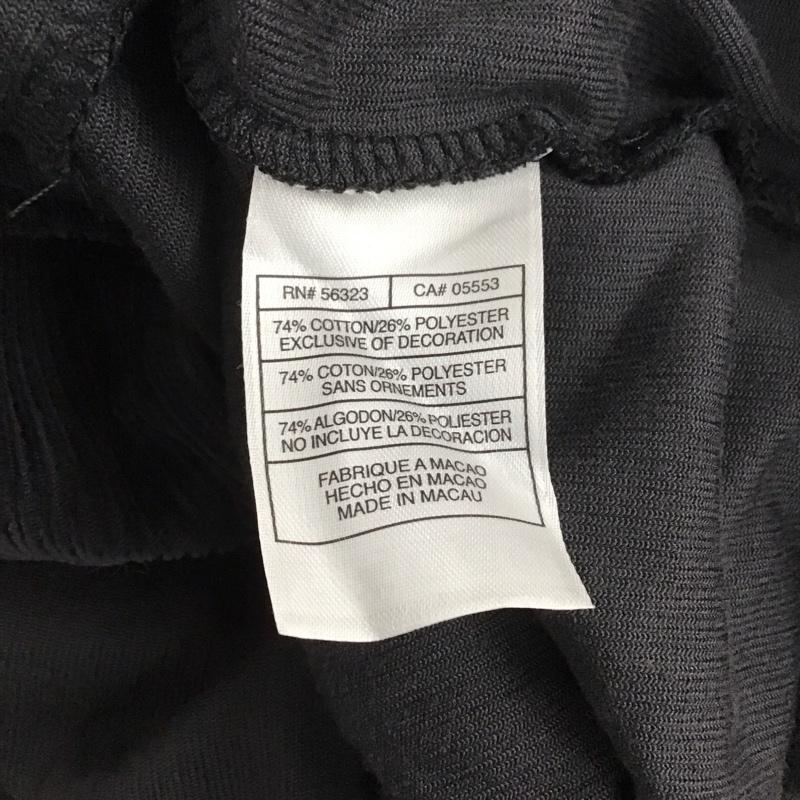 RN# 56323 CA# 05553
74% COTTON/26% POLYESTER
EXCLUSIVE OF DECORATION
74% COTON/26% POLYESTER
SANS ORNEMENTS
74% ALGODON/26% POLIESTER
NO INCLUYE LA DECORACION
FABRIQUE A MACAO
HECHO EN MACAO
MADE IN MACAU